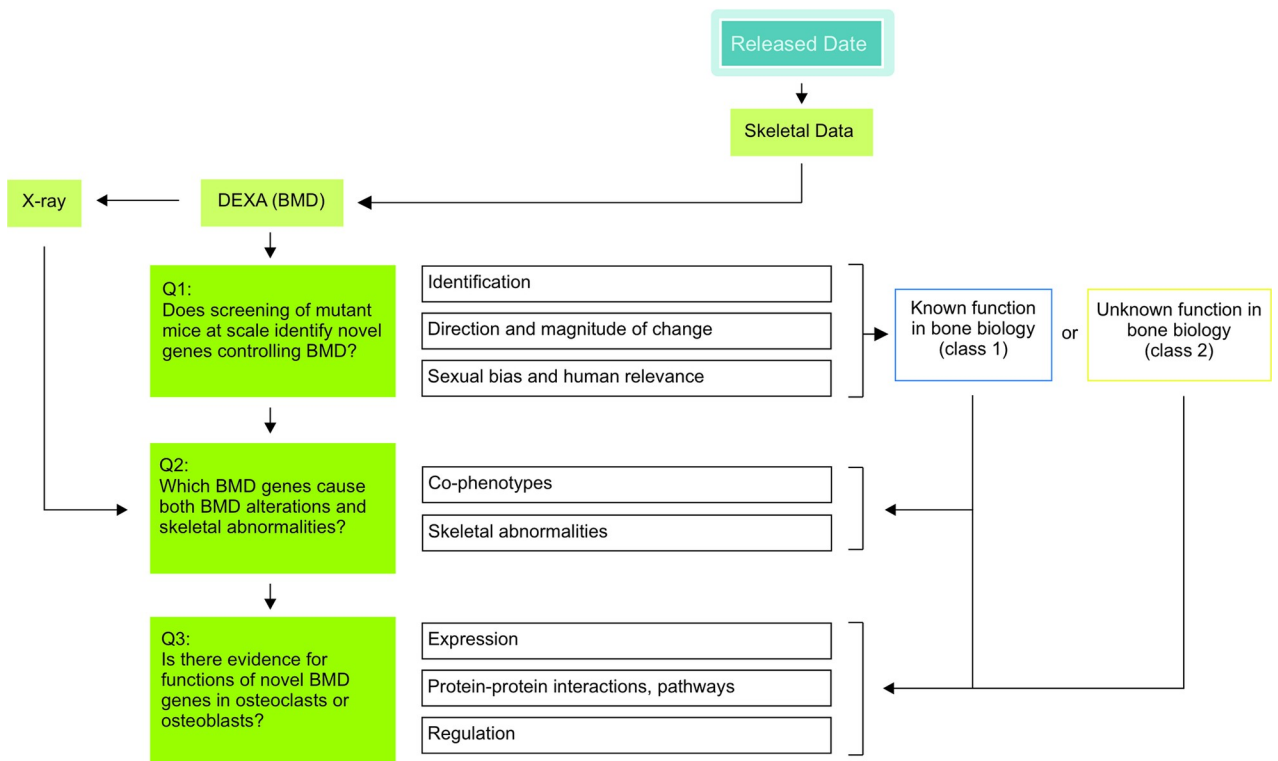 Released Date
Skeletal Data
X-ray
DEXA (BMD)
Q1:
Does screening of mutant
mice at scale identify novel
genes controlling BMD?
Identification
Direction and magnitude of change
Sexual bias and human relevance
Known function
in bone biology
(class 1)
or
Unknown function in
bone biology
(class 2)
Q2:
Which BMD genes cause
both BMD alterations and
skeletal abnormalities?
Co-phenotypes
Skeletal abnormalities
Q3:
Is there evidence for
functions of novel BMD
genes in osteoclasts or
osteoblasts?
Expression
Protein-protein interactions, pathways
Regulation